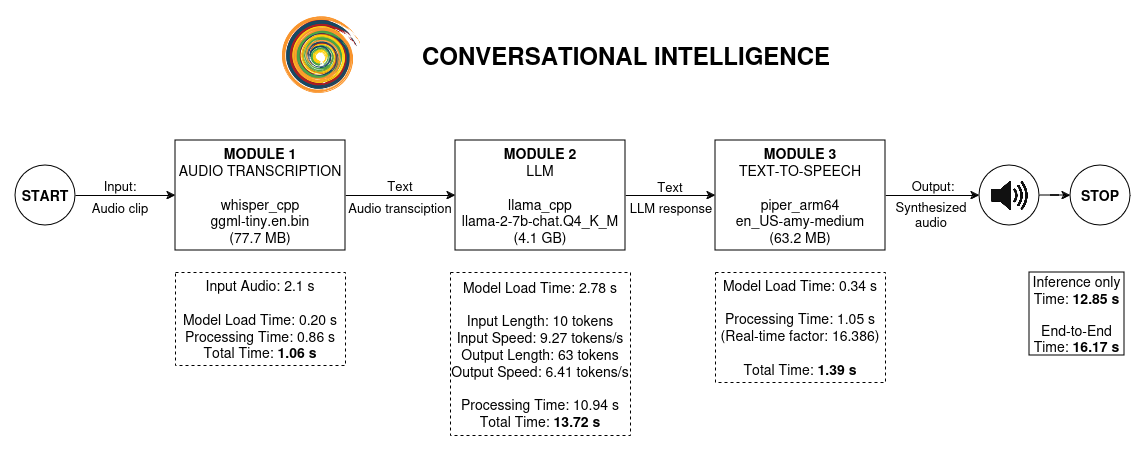 CONVERSATIONAL INTELLIGENCE
START
Input:
Audio clip
MODULE 1
AUDIO TRANSCRIPTION
whisper_cpp
ggml-tiny.en.bin
(77.7 MB)
Text
Audio transciption
MODULE 2
LLM
llama_cpp
llama-2-7b-chat.Q4_K_M
(4.1 GB)
Text
LLM response
MODULE 3
TEXT-TO-SPEECH
piper_arm64
en_US-amy-medium
(63.2 MB)
Output:
Synthesized
audio
STOP
Input Audio: 2.1 s
Model Load Time: 0.20 s
Processing Time: 0.86 s
Total Time: 1.06 s
Model Load Time: 2.78 s
Input Length: 10 tokens
Input Speed: 9.27 tokens/s
Output Length: 63 tokens
Output Speed: 6.41 tokens/s
Processing Time: 10.94 s
Total Time: 13.72 s
Model Load Time: 0.34 s
Processing Time: 1.05 s
(Real-time factor: 16.386)
Total Time: 1.39 s
Inference only
Time: 12.85 s
End-to-End
Time: 16.17 s